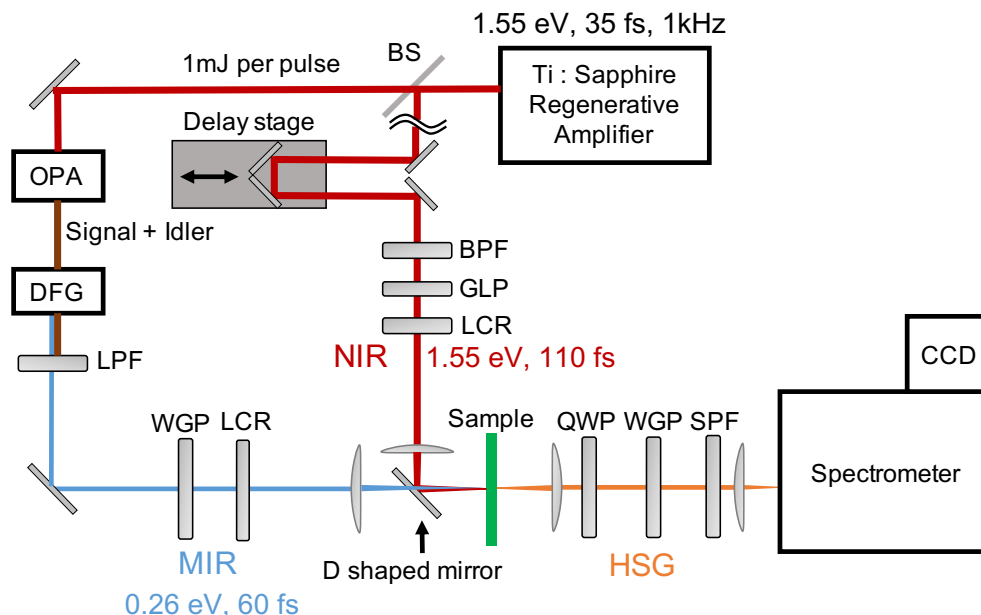 1.55 eV, 35 fs, 1kHz
BS
1mJ per pulse
Ti : Sapphire
Regenerative
Amplifier
Delay stage
OPA
Signal + Idler
BPF
GLP
DFG
LCR
LPF
NIR
1.55 eV, 110 fs
CCD
WGP
LCR
Sample
QWP
WGP
SPF
Spectrometer
MIR
D shaped mirror
HSG
0.26 eV, 60 fs